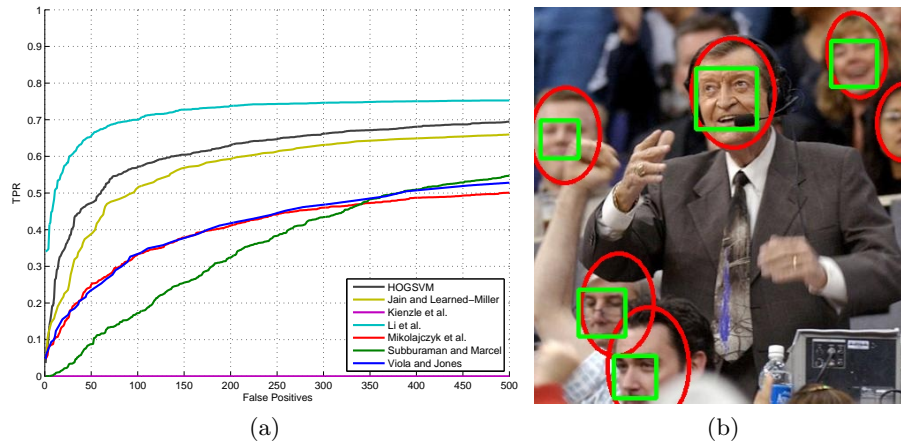 1
0.9
0.8
0.7
0.6
0.5
0.4
0.3
0.2
0.1
0
TPR
HOGSVM
Jain and Learned−Miller
Kienzle et al.
Li et al.
Mikolajczyk et al.
Subburaman and Marcel
Viola and Jones
0 50 100 150 200 250 300 350 400 450 500
False Positives
(a) (b)